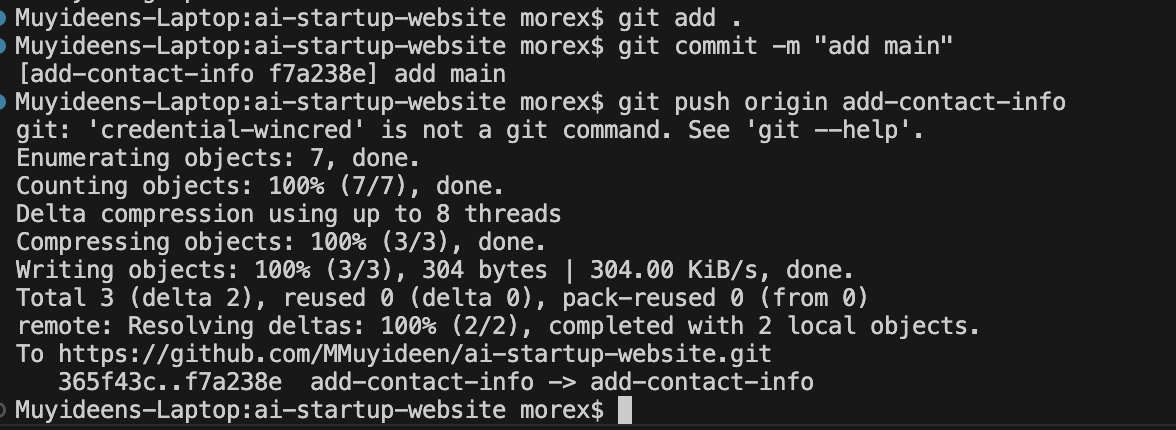 Muyideens-Laptop:ai-startup-website morex$ git add .
Muyideens-Laptop:ai-startup-website morex$ git commit -m "add main"
[add-contact-info f7a238e] add main
Muyideens-Laptop:ai-startup-website morex$ git push origin add-contact-info
git: 'credential-wincred' is not a git command. See 'git --help'.
Enumerating objects: 7, done.
Counting objects: 100% (7/7), done.
Delta compression using up to 8 threads
Compressing objects: 100% (3/3), done.
Writing objects: 100% (3/3), 304 bytes | 304.00 KiB/s, done.
Total 3 (delta 2), reused 0 (delta 0), pack-reused 0 (from 0)
remote: Resolving deltas: 100% (2/2), completed with 2 local objects.
To https://github.com/MMuyideen/ai-startup-website.git
   365f43c..f7a238e  add-contact-info -> add-contact-info
Muyideens-Laptop:ai-startup-website morex$